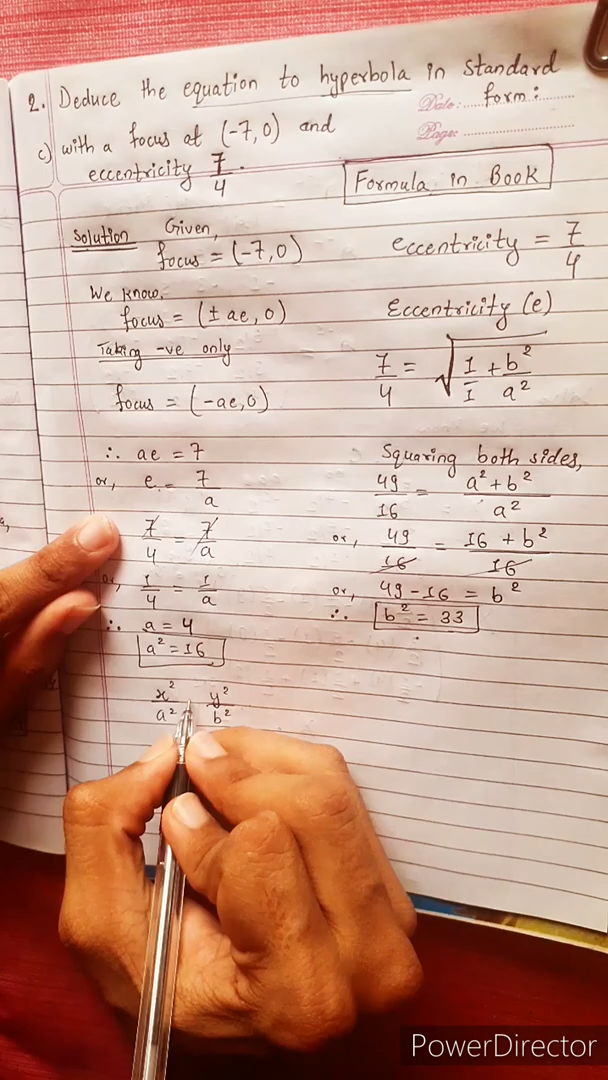 2. Deduce the equation to hyperbola in standard form:
Date:
Page:
c) with a focus at (-7,0) and
eccentricity 7/4.
Formula in Book
Solution Given,
focus = (-7,0)
We know,
focus = (± ae, 0)
Taking -ve only
focus = (-ae,0)
∴ ae = 7
or, e = 7/a
7/4 = 7/a
or, 1/4 = 1/a
∴ a = 4
a² = 16
x²/a² y²/b²
eccentricity = 7/4
Eccentricity (e)
7/4 = √(1/1 + b²/a²)
Squaring both sides,
49/16 = a² + b²/a²
or, 49/16 = 16 + b²/16
or, 49 - 16 = b²
∴ b² = 33
PowerDirector